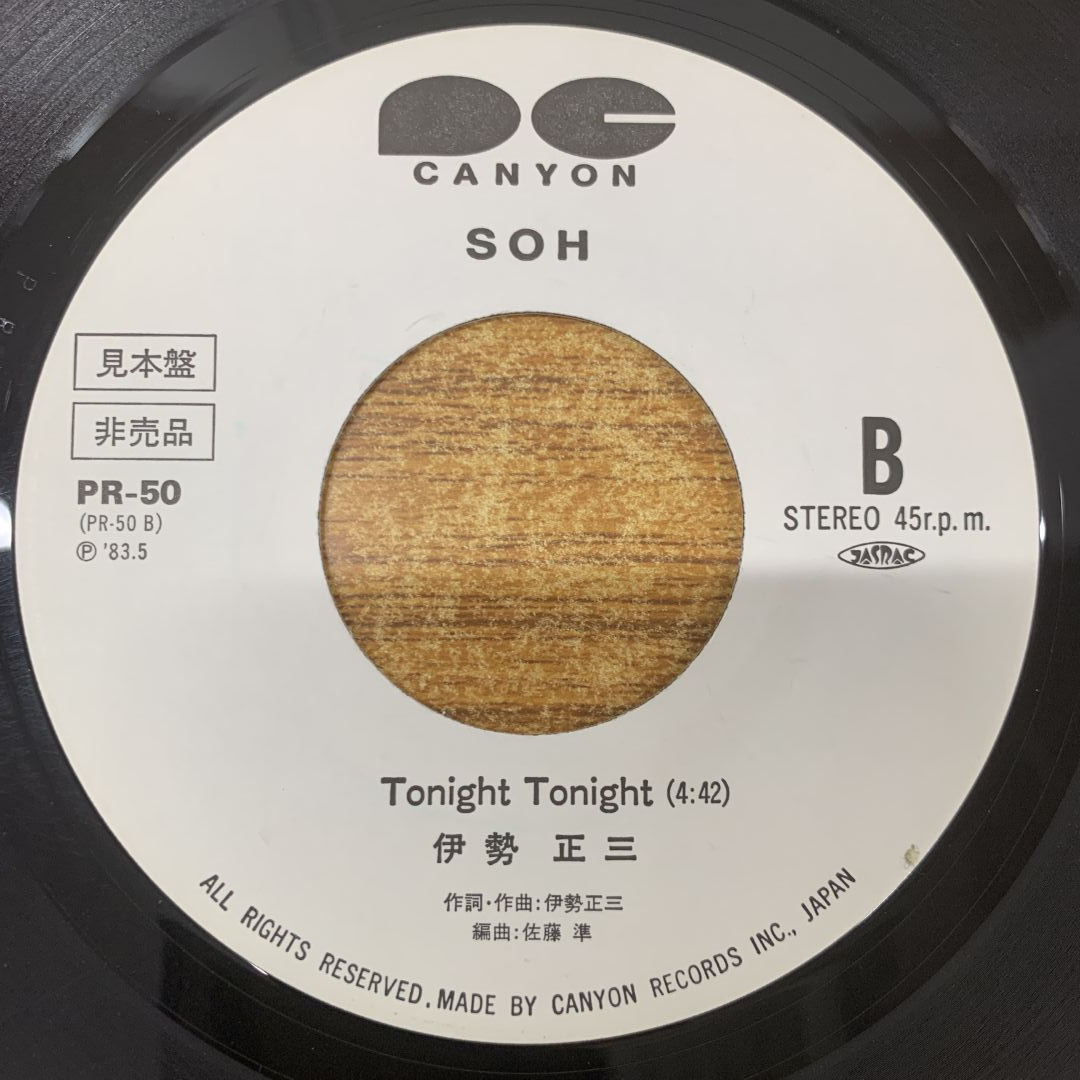 PC
CANYON
SOH
見本盤
非売品
PR-50
(PR-50 B)
Ⓟ '83.5
B
STEREO 45r.p.m.
JASRAC
Tonight Tonight (4:42)
伊勢 正三
作詞・作曲:伊勢正三
編曲:佐藤 準
ALL RIGHTS RESERVED. MADE BY CANYON RECORDS INC., JAPAN